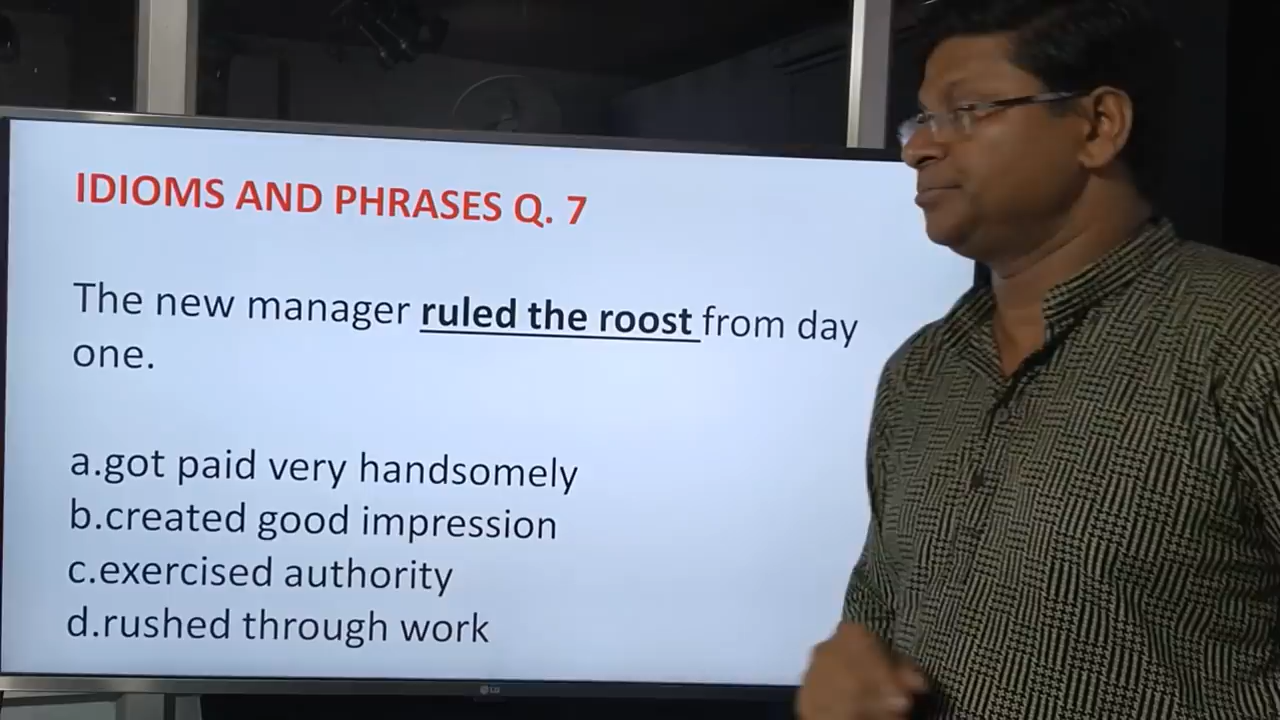 IDIOMS AND PHRASES Q. 7
The new manager ruled the roost from day
one.
a.got paid very handsomely
b.created good impression
c.exercised authority
d.rushed through work
LG